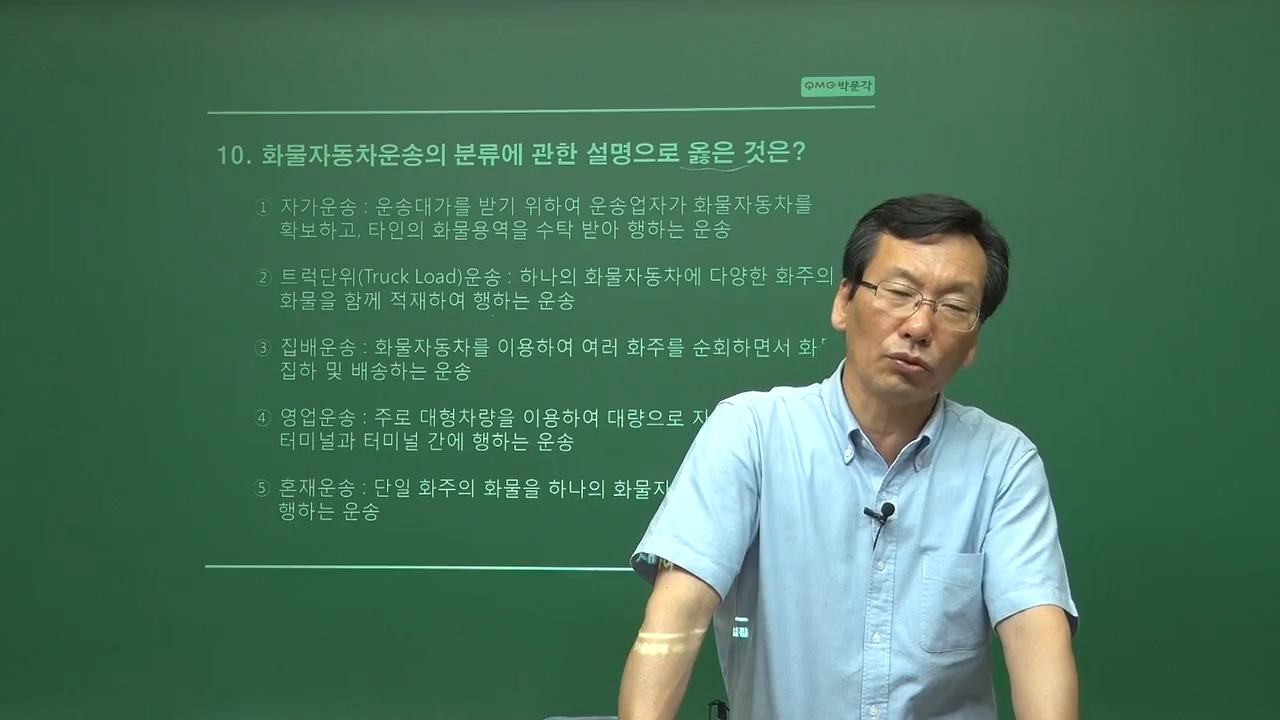 QMG 박문각
10. 화물자동차운송의 분류에 관한 설명으로 옳은 것은?
① 자가운송 : 운송대가를 받기 위하여 운송업자가 화물자동차를
확보하고, 타인의 화물용역을 수탁 받아 행하는 운송
② 트럭단위(Truck Load)운송 : 하나의 화물자동차에 다양한 화주의
화물을 함께 적재하여 행하는 운송
③ 집배운송 : 화물자동차를 이용하여 여러 화주를 순회하면서
집하 및 배송하는 운송
④ 영업운송 : 주로 대형차량을 이용하여 대량으로
터미널과 터미널 간에 행하는 운송
⑤ 혼재운송 : 단일 화주의 화물을 하나의
행하는 운송